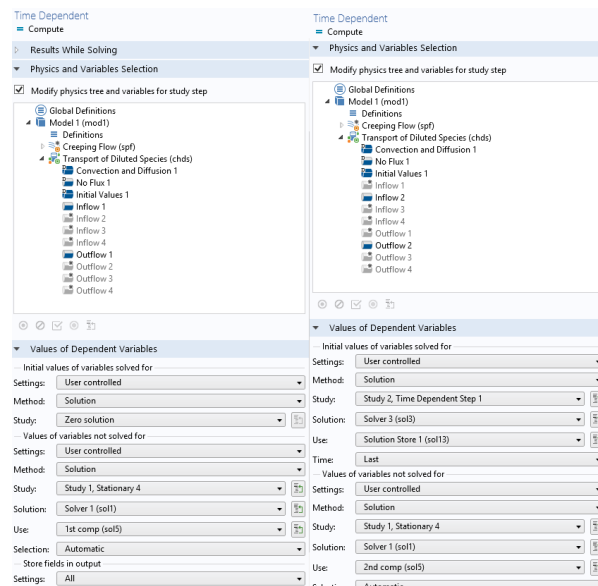 Time Dependent
= Compute
Results While Solving
Physics and Variables Selection
Modify physics tree and variables for study step
Global Definitions
Model 1 (mod1)
Definitions
Creeping Flow (spf)
Transport of Diluted Species (chds)
Convection and Diffusion 1
No Flux 1
Initial Values 1
Inflow 1
Inflow 2
Inflow 3
Inflow 4
Outflow 1
Outflow 2
Outflow 3
Outflow 4
Values of Dependent Variables
Initial values of variables solved for
Settings: User controlled
Method: Solution
Study: Zero solution
Values of variables not solved for
Settings: User controlled
Method: Solution
Study: Study 1, Stationary 4
Solution: Solver 1 (sol1)
Use: 1st comp (sol5)
Selection: Automatic
Store fields in output
Settings: All
Time Dependent
= Compute
Physics and Variables Selection
Modify physics tree and variables for study step
Global Definitions
Model 1 (mod1)
Definitions
Creeping Flow (spf)
Transport of Diluted Species (chds)
Convection and Diffusion 1
No Flux 1
Initial Values 1
Inflow 1
Inflow 2
Inflow 3
Inflow 4
Outflow 1
Outflow 2
Outflow 3
Outflow 4
Values of Dependent Variables
Initial values of variables solved for
Settings: User controlled
Method: Solution
Study: Study 2, Time Dependent Step 1
Solution: Solver 3 (sol3)
Use: Solution Store 1 (sol13)
Time: Last
Values of variables not solved for
Settings: User controlled
Method: Solution
Study: Study 1, Stationary 4
Solution: Solver 1 (sol1)
Use: 2nd comp (sol5)